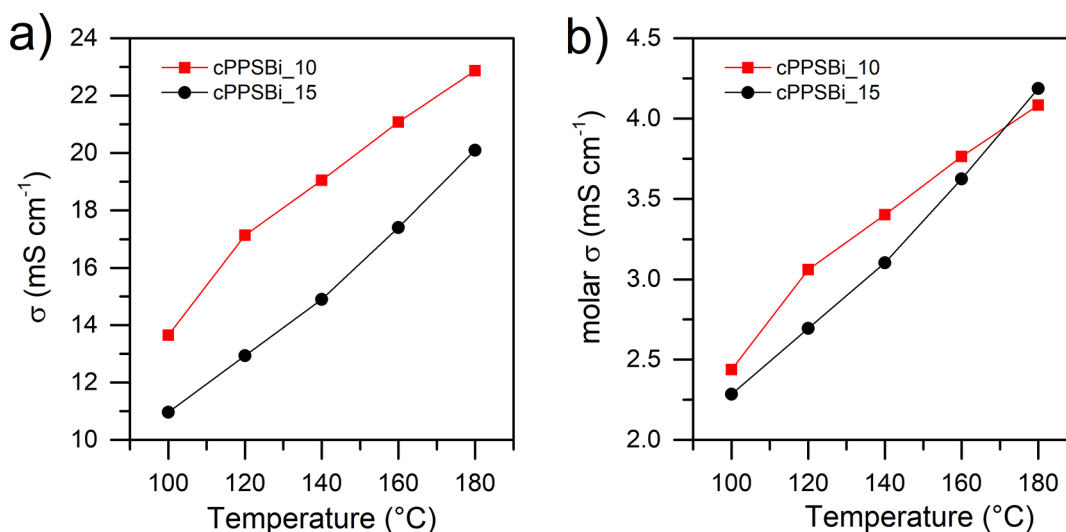 a)
24
22
20
18
16
14
12
10
σ (mS cm⁻¹)
cPPSBi_10
cPPSBi_15
100 120 140 160 180
Temperature (°C)
b)
4.5
4.0
3.5
3.0
2.5
2.0
molar σ (mS cm⁻¹)
cPPSBi_10
cPPSBi_15
100 120 140 160 180
Temperature (°C)